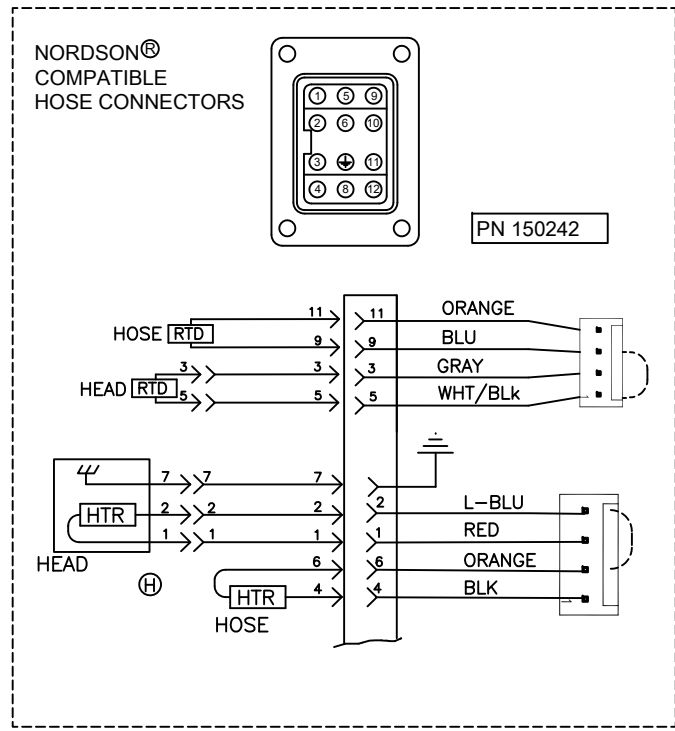 NORDSON®
COMPATIBLE
HOSE CONNECTORS
1 5 9
2 6 10
3 11
4 8 12
PN 150242
11 11 ORANGE
HOSE RTD
9 9 BLU
3 3 3 GRAY
HEAD RTD
5 5 5 WHT/BLk
7 7 7
2 2 2 2 L-BLU
HTR
1 1 1 1 RED
HEAD
6 6 ORANGE
H
HTR 4 4 BLK
HOSE